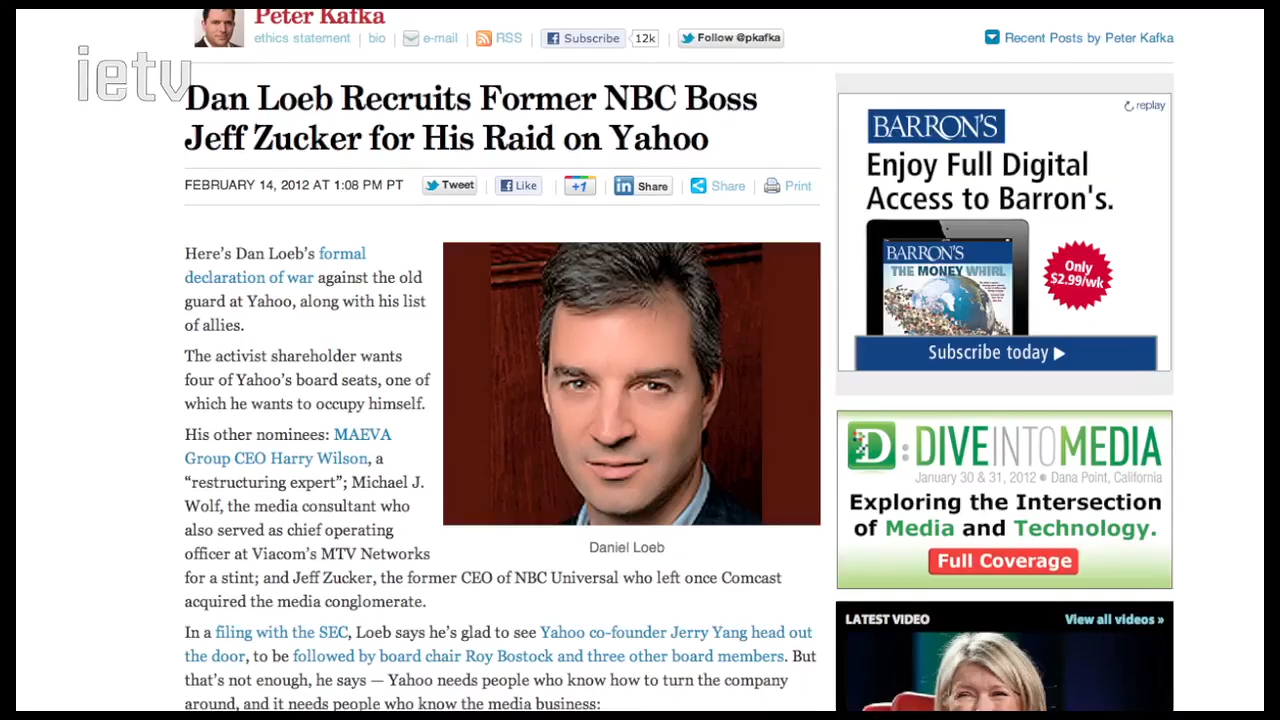 Peter Kafka
ethics statement | bio | e-mail | RSS | Subscribe 12k | Follow @pkafka
Recent Posts by Peter Kafka
ietv
Dan Loeb Recruits Former NBC Boss
Jeff Zucker for His Raid on Yahoo
FEBRUARY 14, 2012 AT 1:08 PM PT
Tweet | Like | +1 | in Share | Share | Print
Here's Dan Loeb's formal
declaration of war against the old
guard at Yahoo, along with his list
of allies.
The activist shareholder wants
four of Yahoo's board seats, one of
which he wants to occupy himself.
His other nominees: MAEVA
Group CEO Harry Wilson, a
“restructuring expert”; Michael J.
Wolf, the media consultant who
also served as chief operating
officer at Viacom's MTV Networks
for a stint; and Jeff Zucker, the former CEO of NBC Universal who left once Comcast
acquired the media conglomerate.
Daniel Loeb
In a filing with the SEC, Loeb says he's glad to see Yahoo co-founder Jerry Yang head out
the door, to be followed by board chair Roy Bostock and three other board members. But
that's not enough, he says — Yahoo needs people who know how to turn the company
around, and it needs people who know the media business:
replay
BARRON'S
Enjoy Full Digital
Access to Barron's.
BARRON'S
THE MONEY WHIRL
Only
$2.99/wk
Subscribe today
D: DIVE INTO MEDIA
January 30 & 31, 2012 • Dana Point, California
Exploring the Intersection
of Media and Technology.
Full Coverage
LATEST VIDEO
View all videos »